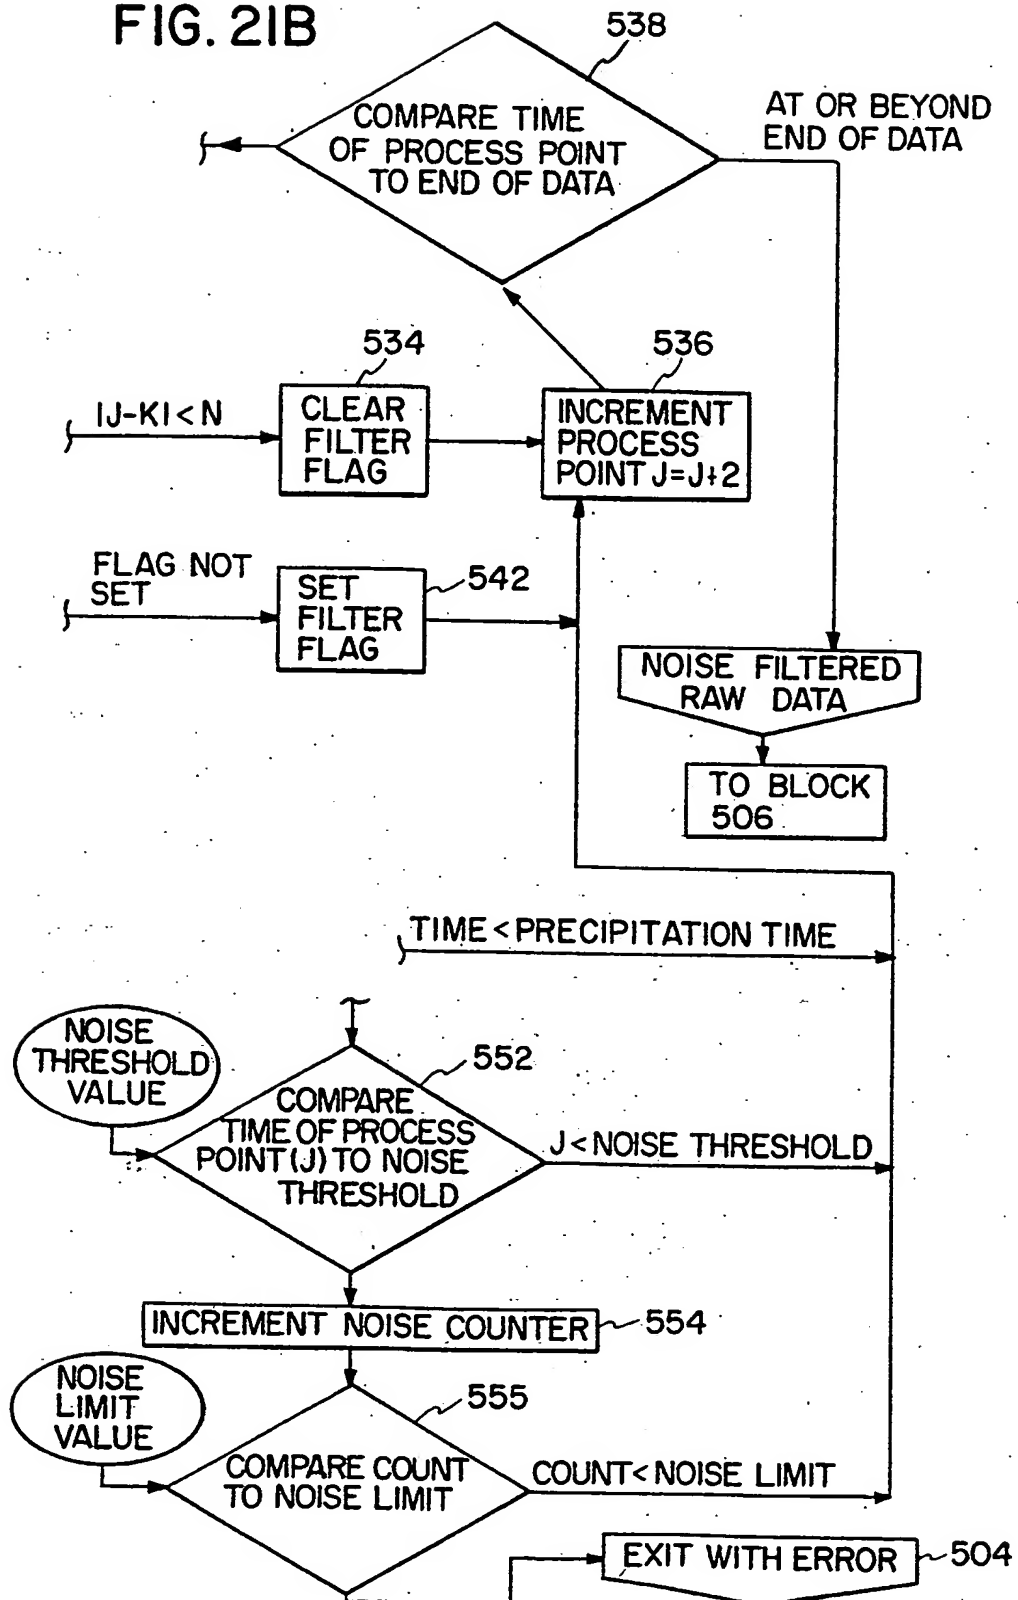 FIG. 21B
538
COMPARE TIME
OF PROCESS POINT
TO END OF DATA
AT OR BEYOND
END OF DATA
534
536
|J-K|<N
CLEAR
FILTER
FLAG
INCREMENT
PROCESS
POINT J=J+2
FLAG NOT
SET
542
SET
FILTER
FLAG
NOISE FILTERED
RAW DATA
TO BLOCK
506
TIME<PRECIPITATION TIME
NOISE
THRESHOLD
VALUE
552
COMPARE
TIME OF PROCESS
POINT(J) TO NOISE
THRESHOLD
J<NOISE THRESHOLD
INCREMENT NOISE COUNTER
554
NOISE
LIMIT
VALUE
555
COMPARE COUNT
TO NOISE LIMIT
COUNT<NOISE LIMIT
EXIT WITH ERROR
504